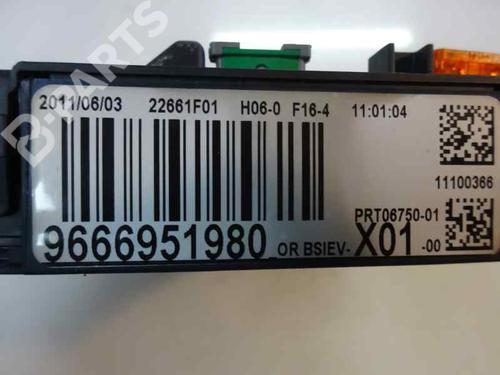 2011/06/03 22661F01 H06-0 F16-4 11:01:04
11100366
PRT06750-01
9666951980 OR BSIEV- X01 -00
B-PARTS
B-PARTS